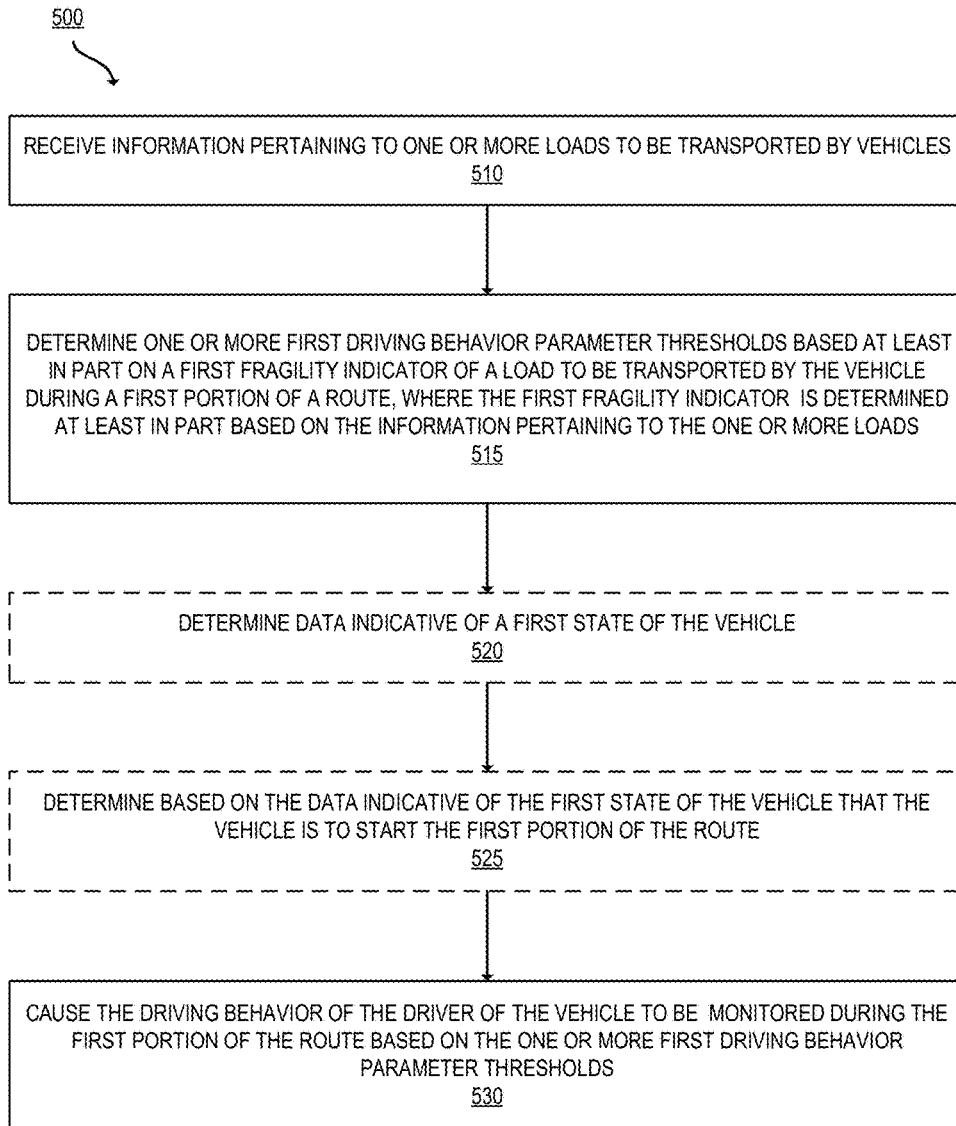 500
RECEIVE INFORMATION PERTAINING TO ONE OR MORE LOADS TO BE TRANSPORTED BY VEHICLES
510
DETERMINE ONE OR MORE FIRST DRIVING BEHAVIOR PARAMETER THRESHOLDS BASED AT LEAST
IN PART ON A FIRST FRAGILITY INDICATOR OF A LOAD TO BE TRANSPORTED BY THE VEHICLE
DURING A FIRST PORTION OF A ROUTE, WHERE THE FIRST FRAGILITY INDICATOR IS DETERMINED
AT LEAST IN PART BASED ON THE INFORMATION PERTAINING TO THE ONE OR MORE LOADS
515
DETERMINE DATA INDICATIVE OF A FIRST STATE OF THE VEHICLE
520
DETERMINE BASED ON THE DATA INDICATIVE OF THE FIRST STATE OF THE VEHICLE THAT THE
VEHICLE IS TO START THE FIRST PORTION OF THE ROUTE
525
CAUSE THE DRIVING BEHAVIOR OF THE DRIVER OF THE VEHICLE TO BE MONITORED DURING THE
FIRST PORTION OF THE ROUTE BASED ON THE ONE OR MORE FIRST DRIVING BEHAVIOR
PARAMETER THRESHOLDS
530